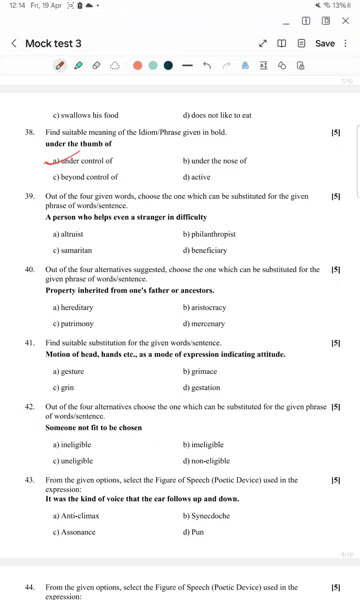 12:14 Fri, 19 Apr
13%
Mock test 3
Save
7/10
c) swallows his food d) does not like to eat
38. Find suitable meaning of the Idiom/Phrase given in bold. [5]
under the thumb of
a) under control of b) under the nose of
c) beyond control of d) active
39. Out of the four given words, choose the one which can be substituted for the given [5]
phrase of words/sentence.
A person who helps even a stranger in difficulty
a) altruist b) philanthropist
c) samaritan d) beneficiary
40. Out of the four alternatives suggested, choose the one which can be substituted for the [5]
given phrase of words/sentence.
Property inherited from one's father or ancestors.
a) hereditary b) aristocracy
c) patrimony d) mercenary
41. Find suitable substitution for the given words/sentence. [5]
Motion of head, hands etc., as a mode of expression indicating attitude.
a) gesture b) grimace
c) grin d) gestation
42. Out of the four alternatives choose the one which can be substituted for the given phrase [5]
of words/sentence.
Someone not fit to be chosen
a) ineligible b) imeligible
c) uneligible d) non-eligible
43. From the given options, select the Figure of Speech (Poetic Device) used in the [5]
expression:
It was the kind of voice that the ear follows up and down.
a) Anti-climax b) Synecdoche
c) Assonance d) Pun
8/10
44. From the given options, select the Figure of Speech (Poetic Device) used in the [5]
expression: